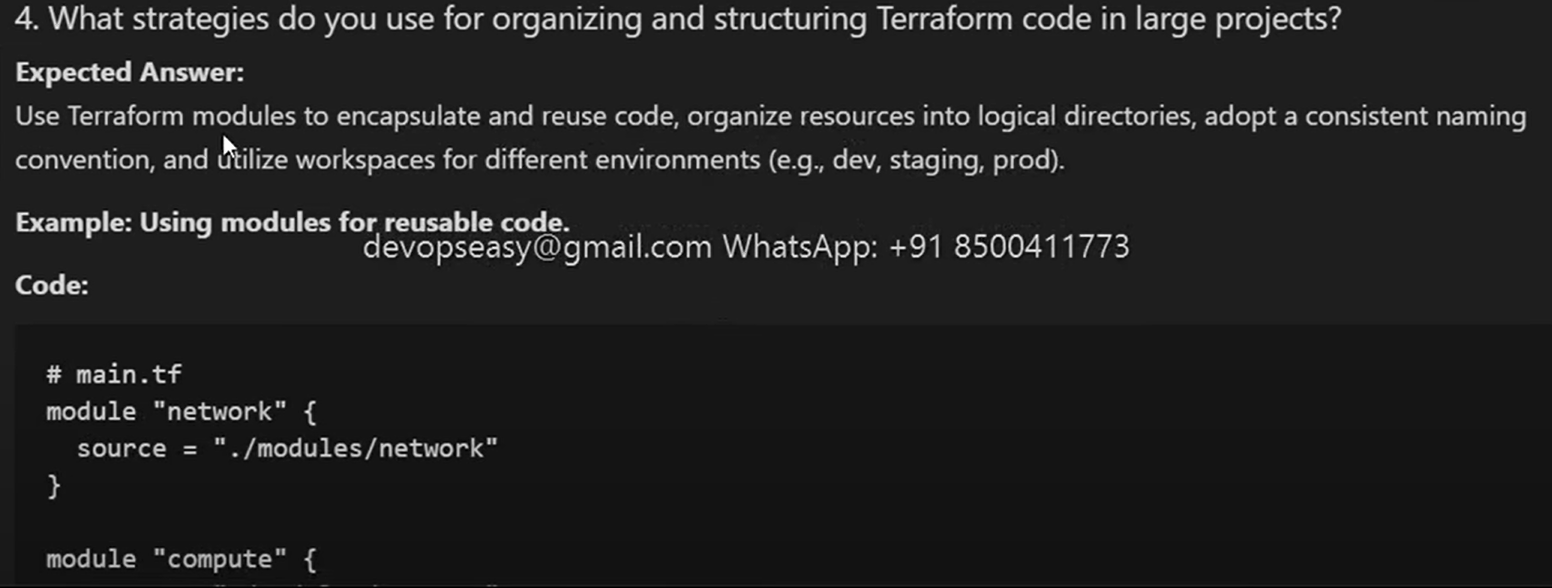 4. What strategies do you use for organizing and structuring Terraform code in large projects?
Expected Answer:
Use Terraform modules to encapsulate and reuse code, organize resources into logical directories, adopt a consistent naming
convention, and utilize workspaces for different environments (e.g., dev, staging, prod).
Example: Using modules for reusable code.
devopseasy@gmail.com WhatsApp: +91 8500411773
Code:
# main.tf
module "network" {
  source = "./modules/network"
}
module "compute" {